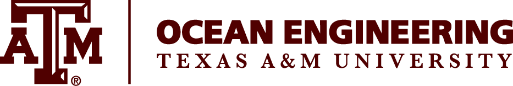 ATM®
OCEAN ENGINEERING
TEXAS A&M UNIVERSITY